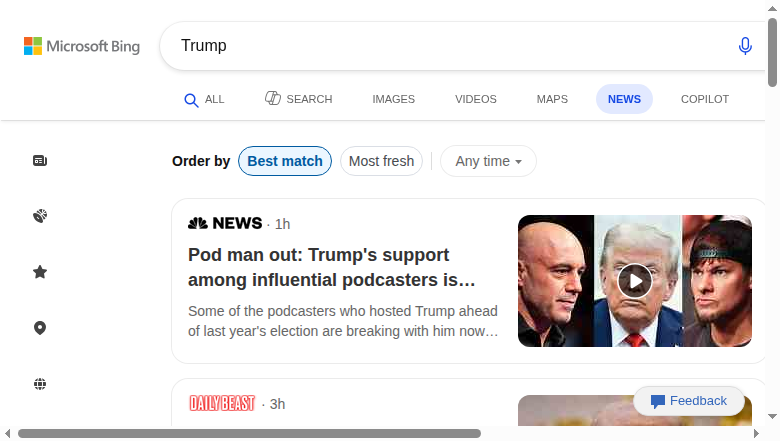 Microsoft Bing
Trump
ALL
SEARCH
IMAGES
VIDEOS
MAPS
NEWS
COPILOT
Order by
Best match
Most fresh
Any time
NEWS · 1h
Pod man out: Trump's support
among influential podcasters is…
Some of the podcasters who hosted Trump ahead
of last year's election are breaking with him now…
DAILY BEAST · 3h
Feedback